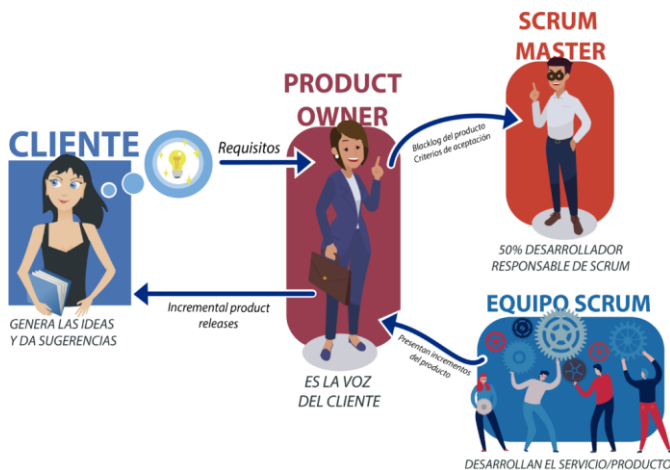 SCRUM
MASTER
PRODUCT
OWNER
CLIENTE
Requisitos
Blacklog del producto
Criterios de aceptación
50% DESARROLLADOR
RESPONSABLE DE SCRUM
Incremental product
releases
GENERA LAS IDEAS
Y DA SUGERENCIAS
EQUIPO SCRUM
Presentan incrementos
del producto
ES LA VOZ
DEL CLIENTE
DESARROLLAN EL SERVICIO/PRODUCTO